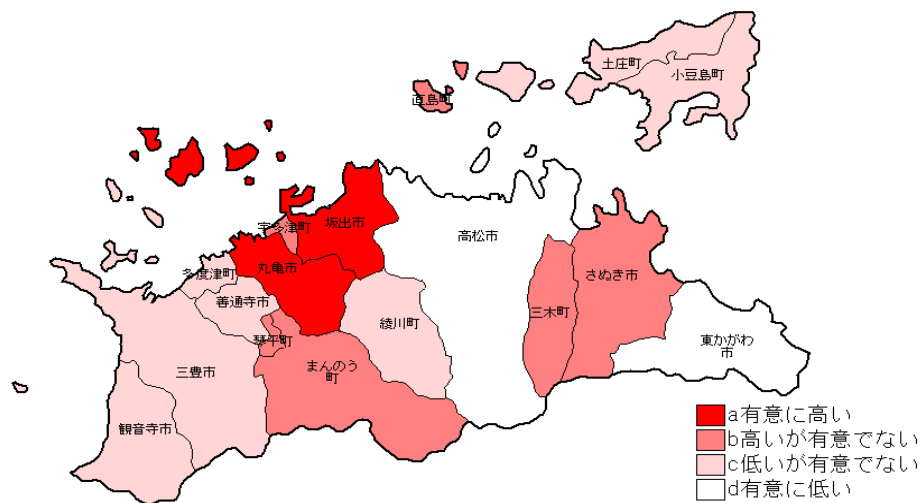 土庄町
小豆島町
直島町
坂出市
宇多津町
高松市
丸亀市
多度津町
さぬき市
善通寺市
三木町
綾川町
琴平町
東かがわ
市
まんのう
町
三豊市
観音寺市
a有意に高い
b高いが有意でない
c低いが有意でない
d有意に低い